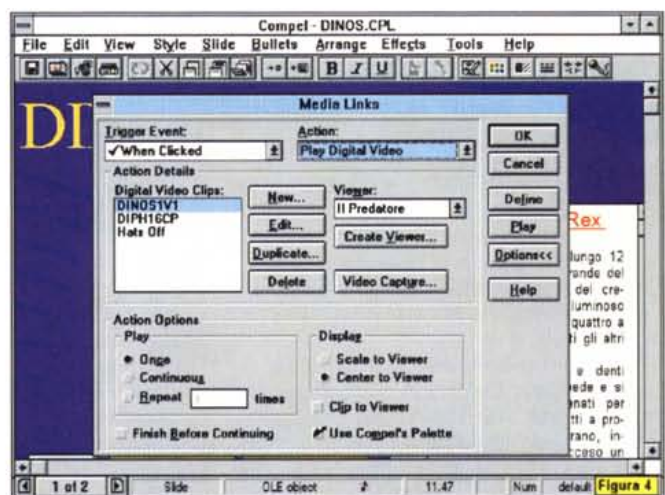 Compel - DINOS.CPL
File Edit View Style Slide Bullets Arrange Effects Tools Help
B I U
DI
Media Links
Trigger Event:
Action:
When Clicked
Play Digital Video
OK
Cancel
Action Details
Digital Video Clips:
DINOS1V1
DIPH16CP
Hats Off
New...
Edit...
Duplicate...
Delete
Viewer:
Il Predatore
Create Viewer...
Video Capture...
Define
Play
Options<<
Help
Action Options
Play
Once
Continuous
Repeat
times
Finish Before Continuing
Display
Scale to Viewer
Center to Viewer
Clip to Viewer
Use Compel's Palette
Rex
lungo 12
rande del
del cre-
luminoso
quattro a
ti gli altri
e denti
ede e si
enati per
tti a pro-
rano, in-
cceso un
1 of 2 Slide OLE object 11.47 Num default
Figura 4